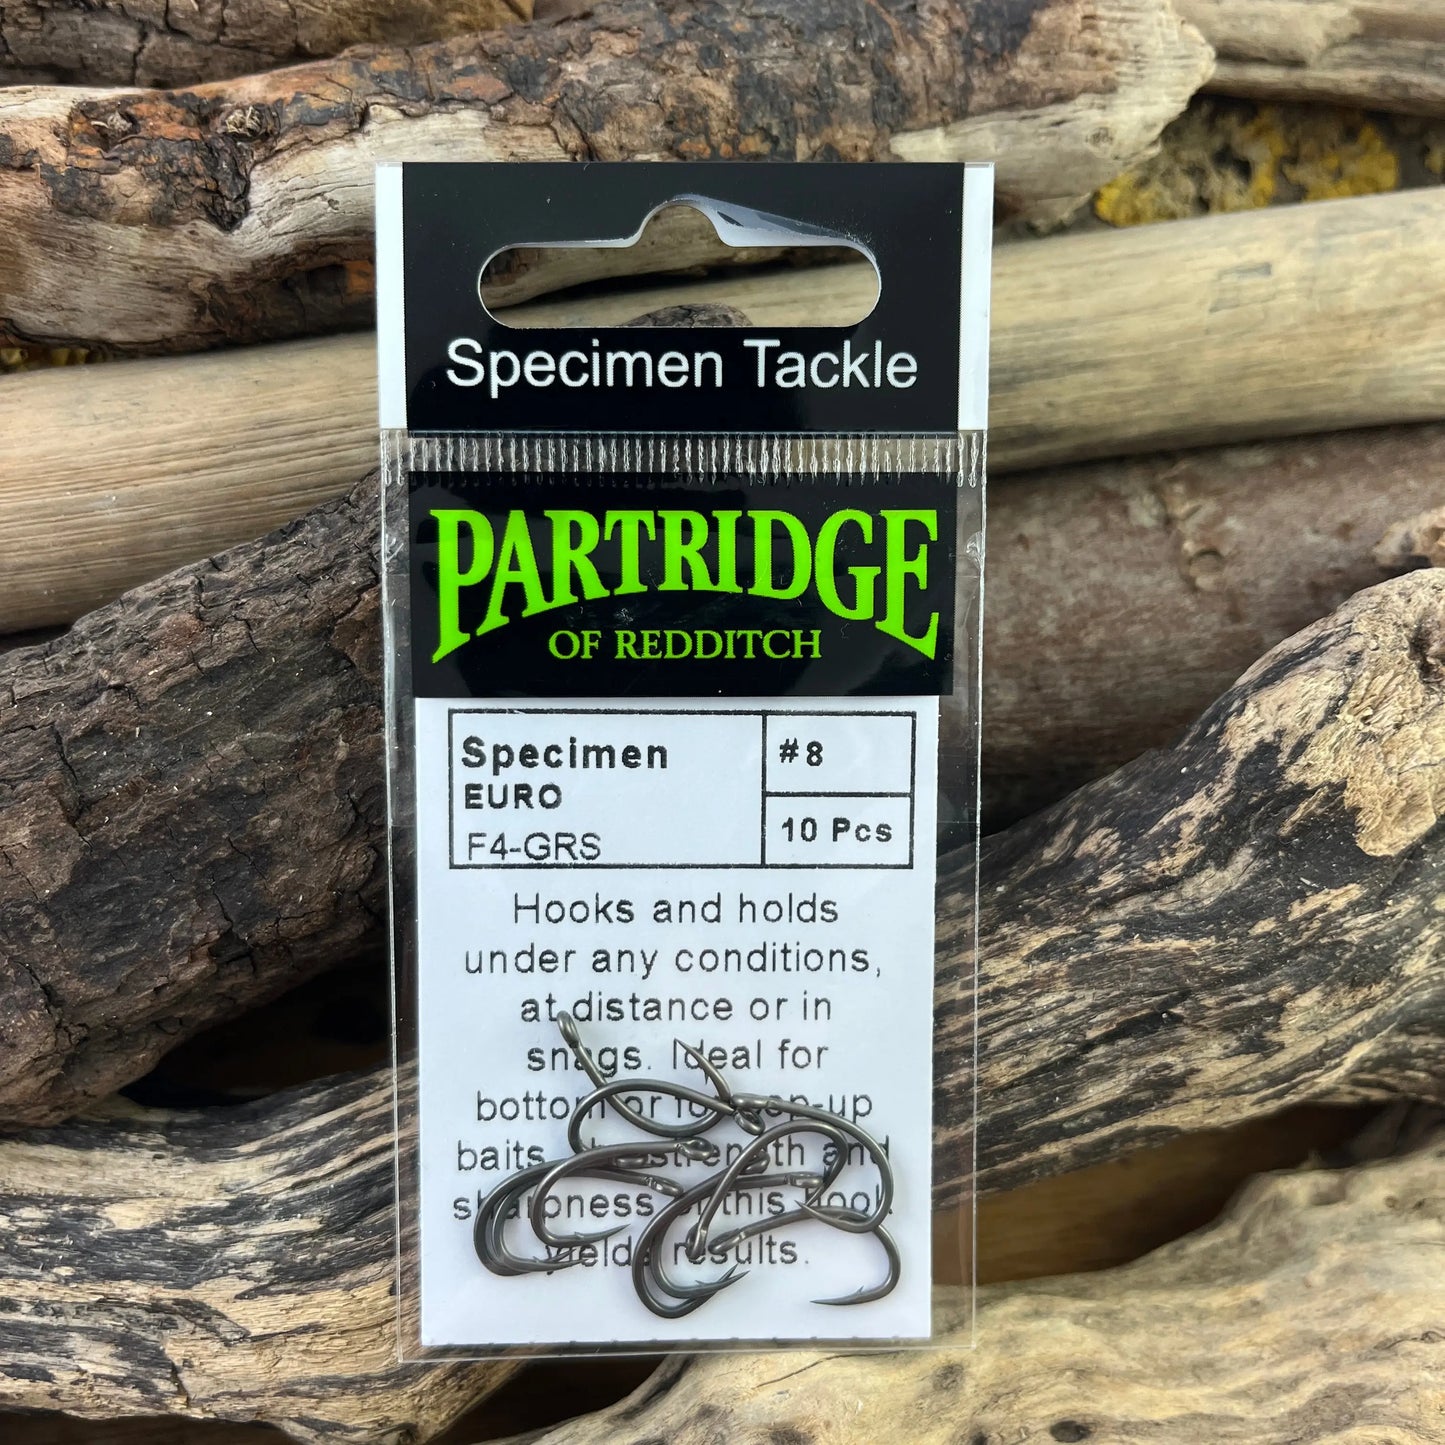 Specimen Tackle
PARTRIDGE
OF REDDITCH
Specimen
EURO
F4-GRS
#8
10 Pcs
Hooks and holds
under any conditions,
at distance or in
snags. Ideal for
bottom or for pop-up
baits strength and
sharpness of this hook
yields results.